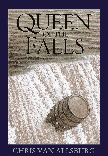 QUEEN
OF THE
FALLS
CHRIS VAN ALLSBURG